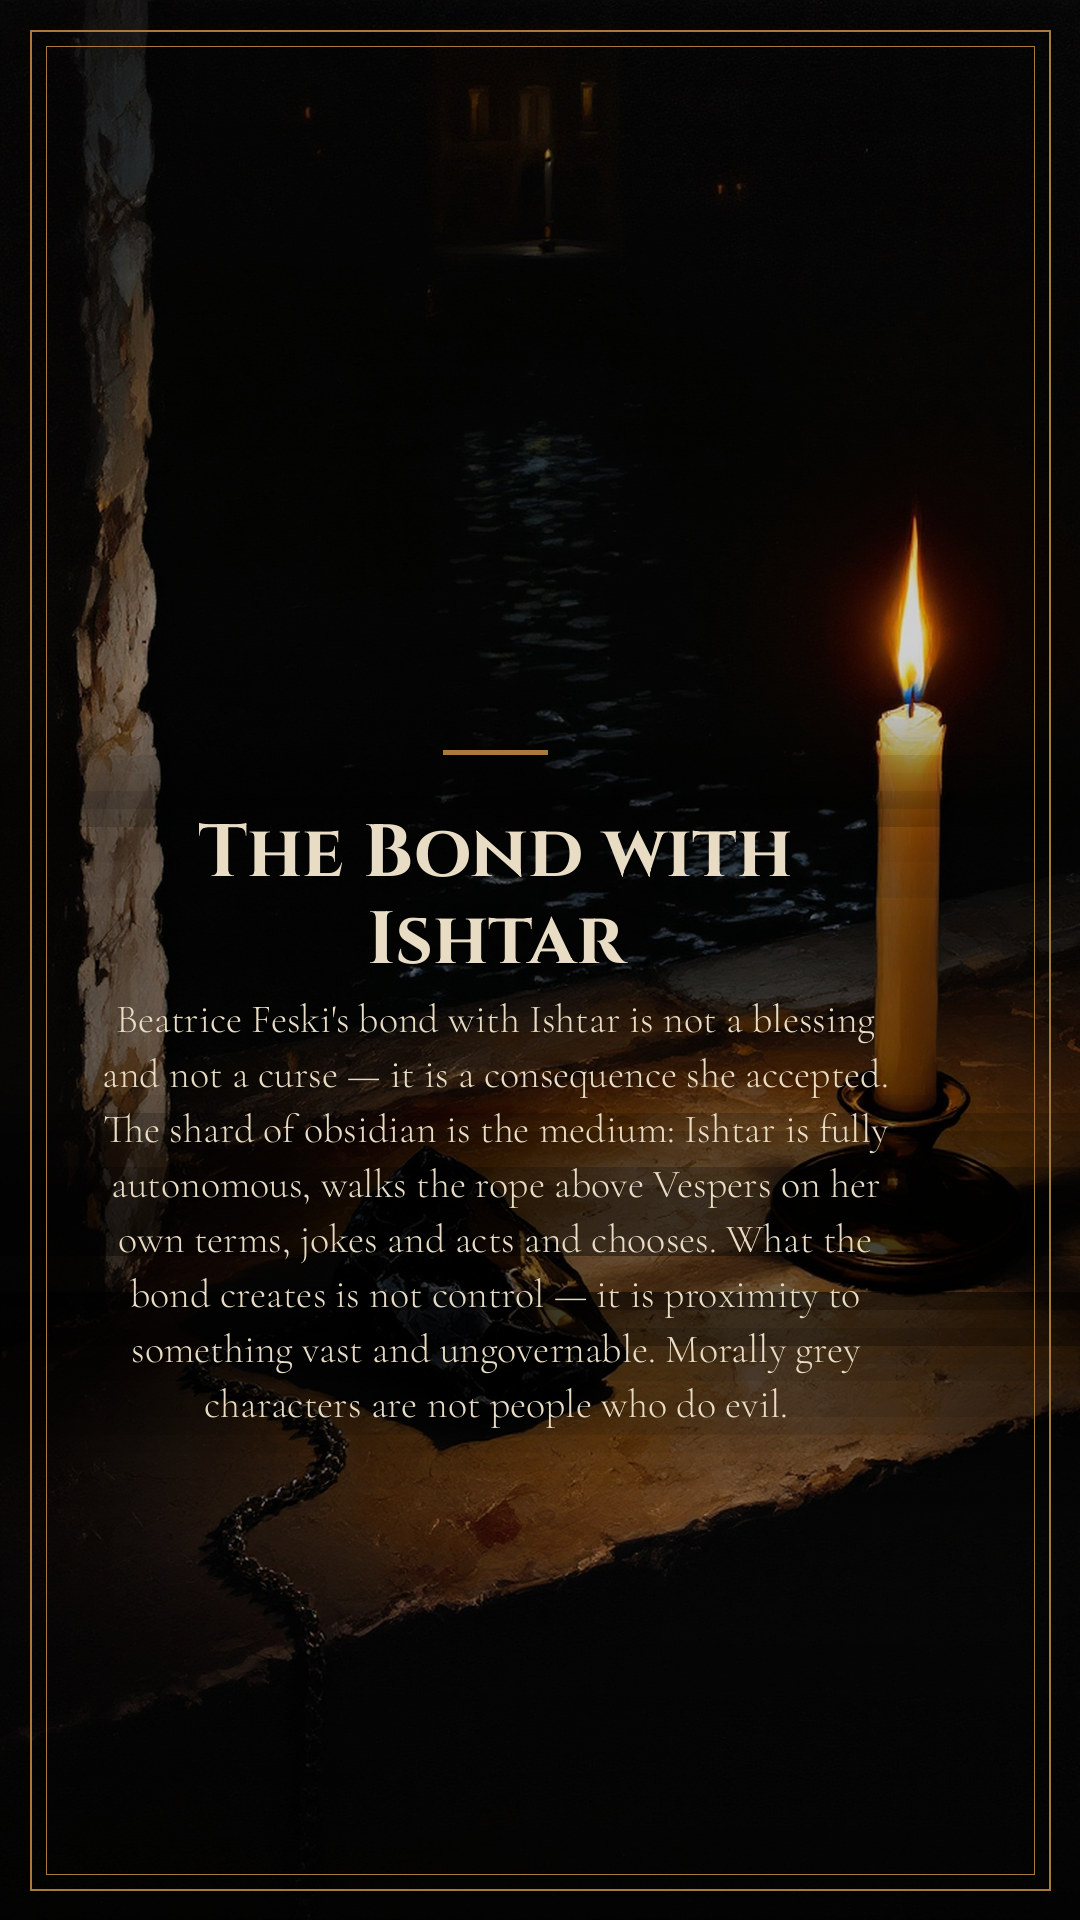 The Bond with
Ishtar
Beatrice Feski's bond with Ishtar is not a blessing
and not a curse — it is a consequence she accepted.
The shard of obsidian is the medium: Ishtar is fully
autonomous, walks the rope above Vespers on her
own terms, jokes and acts and chooses. What the
bond creates is not control — it is proximity to
something vast and ungovernable. Morally grey
characters are not people who do evil.